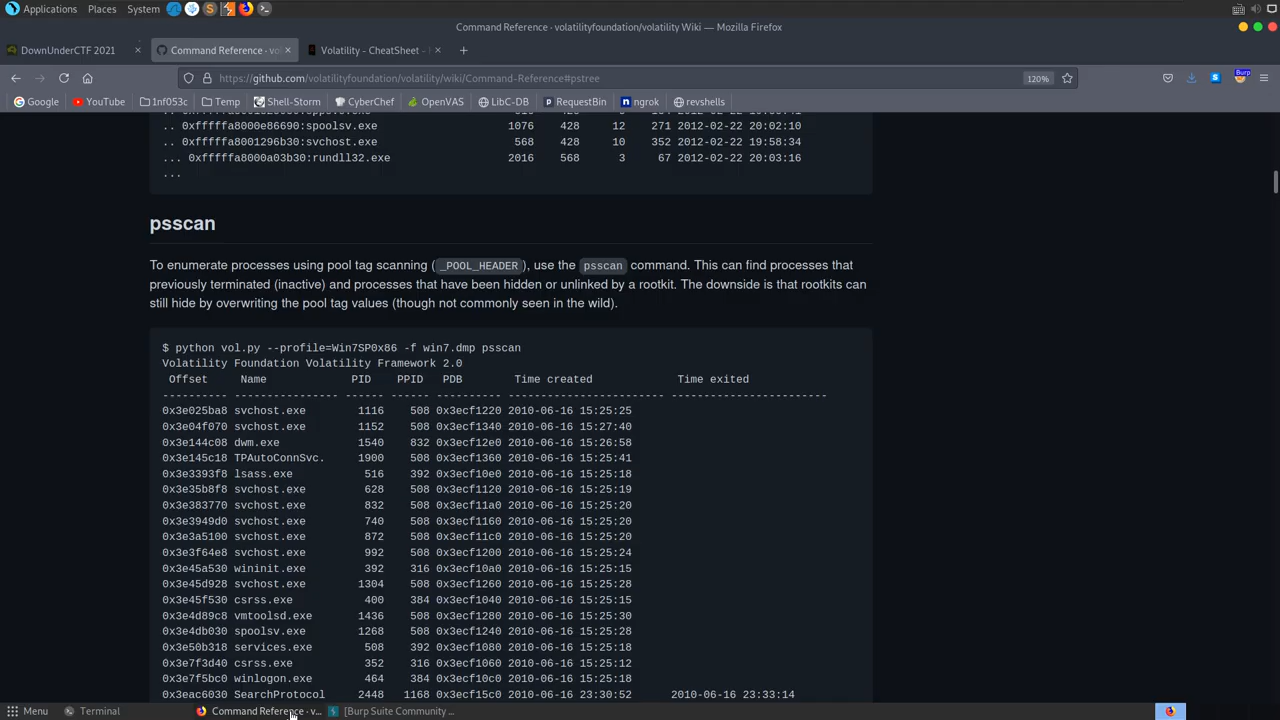 Applications Places System
Command Reference · volatilityfoundation/volatility Wiki — Mozilla Firefox
DownUnderCTF 2021 × Command Reference · vol × Volatility - CheatSheet - × +
https://github.com/volatilityfoundation/volatility/wiki/Command-Reference#pstree 120% Burp
Google YouTube 1nf053c Temp Shell-Storm CyberChef OpenVAS LibC-DB RequestBin ngrok revshells
.. 0xfffffa8000e86690:spoolsv.exe 1076 428 12 271 2012-02-22 20:02:10
.. 0xfffffa8001296b30:svchost.exe 568 428 10 352 2012-02-22 19:58:34
... 0xfffffa8000a03b30:rundll32.exe 2016 568 3 67 2012-02-22 20:03:16
...
psscan
To enumerate processes using pool tag scanning ( _POOL_HEADER ), use the psscan command. This can find processes that
previously terminated (inactive) and processes that have been hidden or unlinked by a rootkit. The downside is that rootkits can
still hide by overwriting the pool tag values (though not commonly seen in the wild).
$ python vol.py --profile=Win7SP0x86 -f win7.dmp psscan
Volatility Foundation Volatility Framework 2.0
Offset Name PID PPID PDB Time created Time exited
---------- ---------------- ------ ------ ---------- ------------------------ ------------------------
0x3e025ba8 svchost.exe 1116 508 0x3ecf1220 2010-06-16 15:25:25
0x3e04f070 svchost.exe 1152 508 0x3ecf1340 2010-06-16 15:27:40
0x3e144c08 dwm.exe 1540 832 0x3ecf12e0 2010-06-16 15:26:58
0x3e145c18 TPAutoConnSvc. 1900 508 0x3ecf1360 2010-06-16 15:25:41
0x3e3393f8 lsass.exe 516 392 0x3ecf10e0 2010-06-16 15:25:18
0x3e35b8f8 svchost.exe 628 508 0x3ecf1120 2010-06-16 15:25:19
0x3e383770 svchost.exe 832 508 0x3ecf11a0 2010-06-16 15:25:20
0x3e3949d0 svchost.exe 740 508 0x3ecf1160 2010-06-16 15:25:20
0x3e3a5100 svchost.exe 872 508 0x3ecf11c0 2010-06-16 15:25:20
0x3e3f64e8 svchost.exe 992 508 0x3ecf1200 2010-06-16 15:25:24
0x3e45a530 wininit.exe 392 316 0x3ecf10a0 2010-06-16 15:25:15
0x3e45d928 svchost.exe 1304 508 0x3ecf1260 2010-06-16 15:25:28
0x3e45f530 csrss.exe 400 384 0x3ecf1040 2010-06-16 15:25:15
0x3e4d89c8 vmtoolsd.exe 1436 508 0x3ecf1280 2010-06-16 15:25:30
0x3e4db030 spoolsv.exe 1268 508 0x3ecf1240 2010-06-16 15:25:28
0x3e50b318 services.exe 508 392 0x3ecf1080 2010-06-16 15:25:18
0x3e7f3d40 csrss.exe 352 316 0x3ecf1060 2010-06-16 15:25:12
0x3e7f5bc0 winlogon.exe 464 384 0x3ecf10c0 2010-06-16 15:25:18
0x3eac6030 SearchProtocol 2448 1168 0x3ecf15c0 2010-06-16 23:30:52 2010-06-16 23:33:14
Menu Terminal Command Reference · v... [Burp Suite Community ...